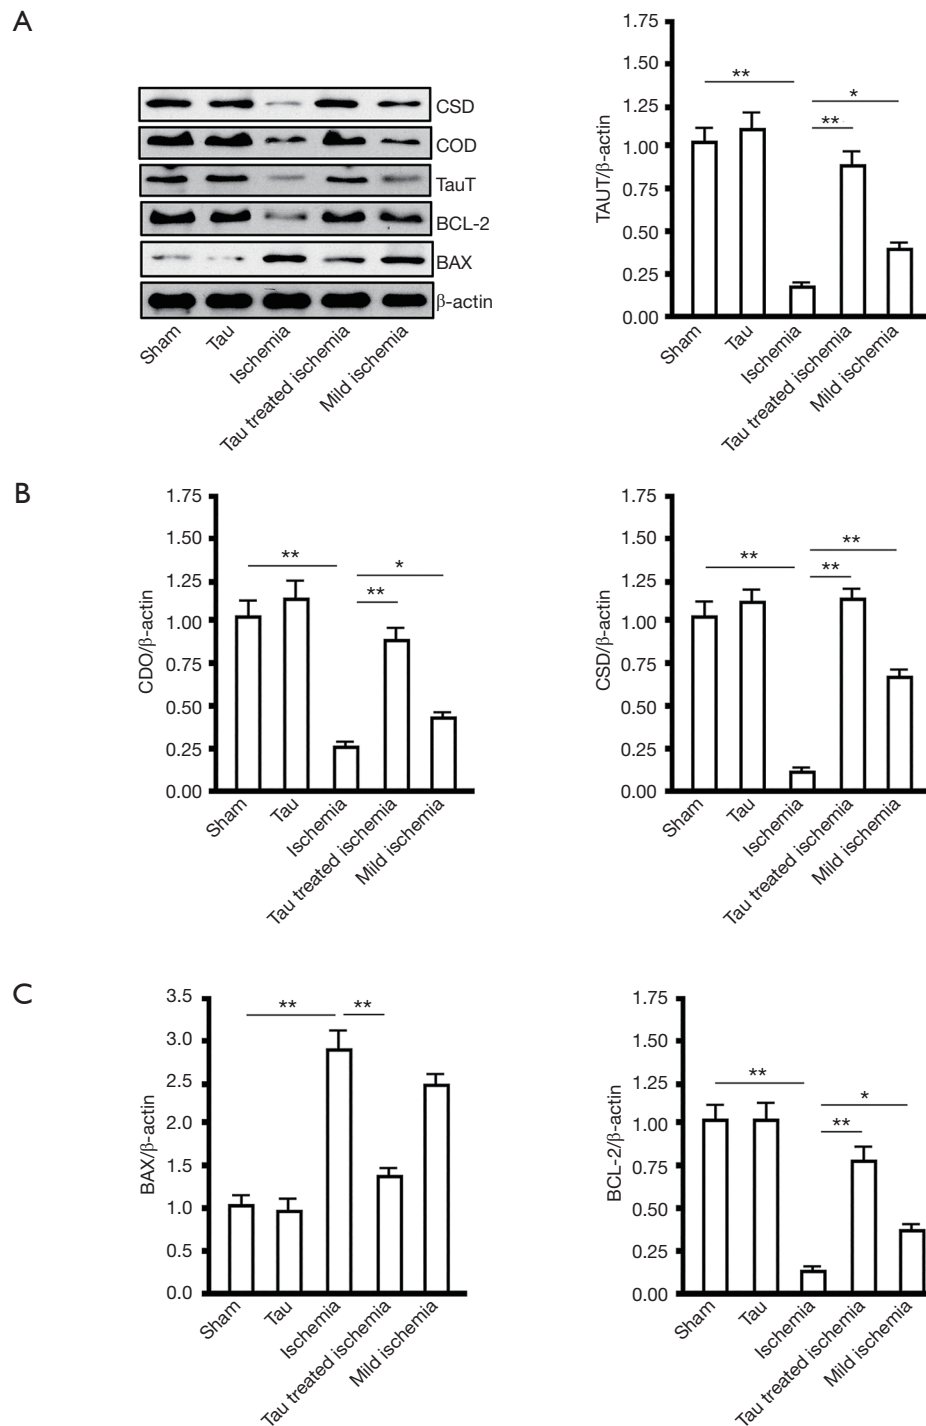 A
CSD
COD
TauT
BCL-2
BAX
β-actin
Sham
Tau
Ischemia
Tau treated ischemia
Mild ischemia
TAUT/β-actin
1.75
1.50
1.25
1.00
0.75
0.50
0.25
0.00
**
**
*
Sham
Tau
Ischemia
Tau treated ischemia
Mild ischemia
B
CDO/β-actin
1.75
1.50
1.25
1.00
0.75
0.50
0.25
0.00
**
**
*
Sham
Tau
Ischemia
Tau treated ischemia
Mild ischemia
CSD/β-actin
1.75
1.50
1.25
1.00
0.75
0.50
0.25
0.00
**
**
**
Sham
Tau
Ischemia
Tau treated ischemia
Mild ischemia
C
BAX/β-actin
3.5
3.0
2.5
2.0
1.5
1.0
0.5
0.0
**
**
Sham
Tau
Ischemia
Tau treated ischemia
Mild ischemia
BCL-2/β-actin
1.75
1.50
1.25
1.00
0.75
0.50
0.25
0.00
**
**
*
Sham
Tau
Ischemia
Tau treated ischemia
Mild ischemia